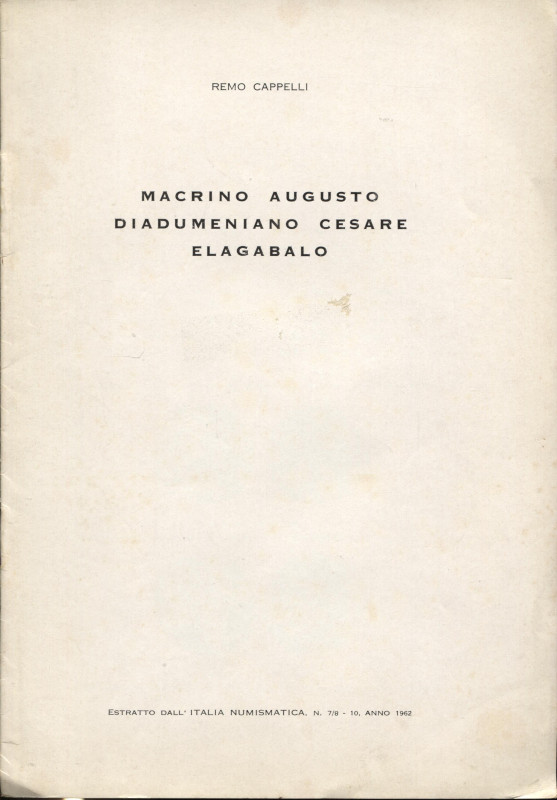 REMO CAPPELLI
MACRINO AUGUSTO
DIADUMENIANO CESARE
ELAGABALO
ESTRATTO DALL' ITALIA NUMISMATICA, N. 7/8 - 10, ANNO 1962